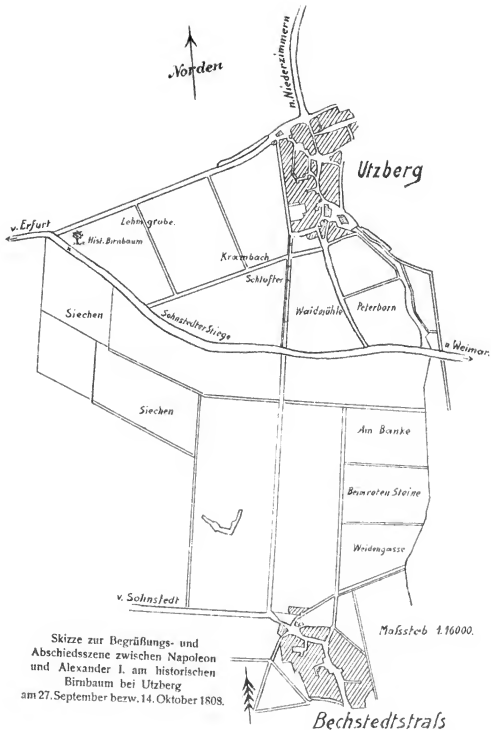 n. Niederzimmern
Norden
Utzberg
v. Erfurt
Lehmgrube.
Hist. Birnbaum
Krambach
Schlufter
Siechen
Sohnstedter Stiege
Waidmühle
Peterborn
n. Weimar.
Siechen
Am Banke
Beim roten Steine
Weidengasse
v. Sohnstedt
Massstab 1:16000.
Skizze zur Begrüßungs- und
Abschiedsszene zwischen Napoleon
und Alexander I. am historischen
Birnbaum bei Utzberg
am 27. September bezw. 14. Oktober 1808.
Bechstedtstraß